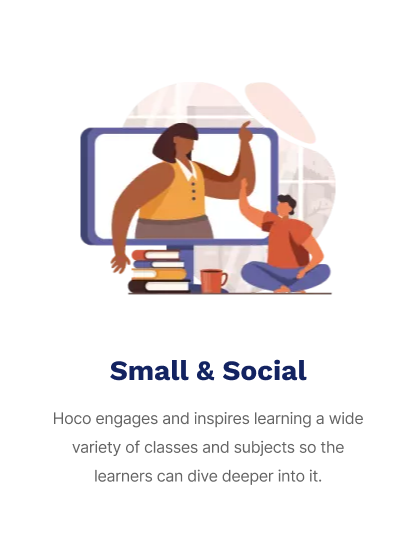 Small & Social
Hoco engages and inspires learning a wide
variety of classes and subjects so the
learners can dive deeper into it.